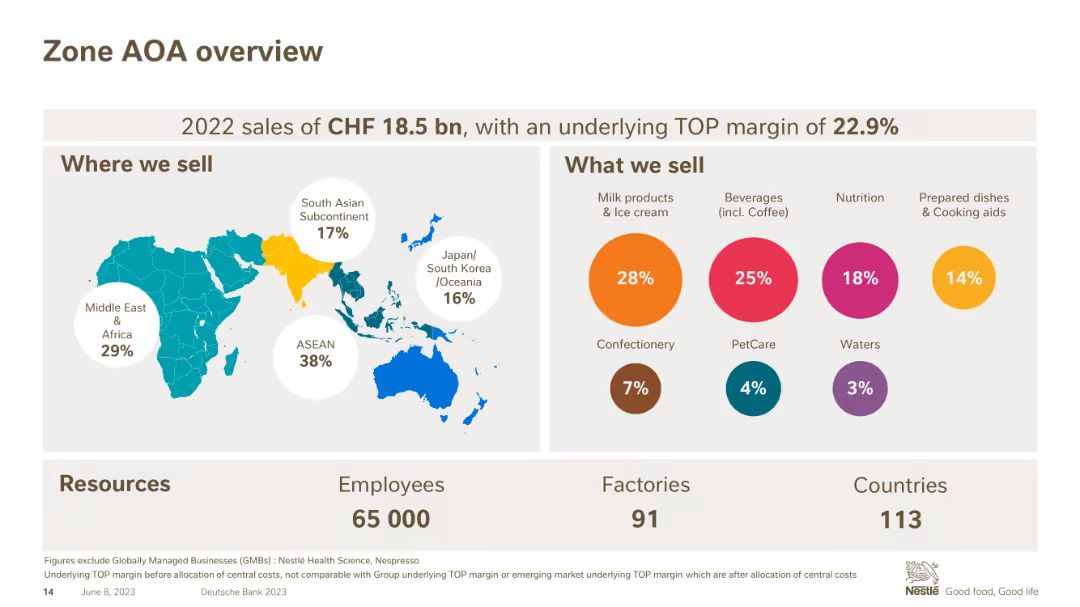 Zone AOA overview
2022 sales of CHF 18.5 bn, with an underlying TOP margin of 22.9%
Where we sell
South Asian
Subcontinent
17%
Japan/
South Korea
/Oceania
16%
Middle East
&
Africa
29%
ASEAN
38%
What we sell
Milk products
& Ice cream
28%
Beverages
(incl. Coffee)
25%
Nutrition
18%
Prepared dishes
& Cooking aids
14%
Confectionery
7%
PetCare
4%
Waters
3%
Resources
Employees
65 000
Factories
91
Countries
113
Figures exclude Globally Managed Businesses (GMBs) : Nestlé Health Science, Nespresso
Underlying TOP margin before allocation of central costs, not comparable with Group underlying TOP margin or emerging market underlying TOP margin which are after allocation of central costs
14 June 8, 2023 Deutsche Bank 2023
Nestlé Good food, Good life